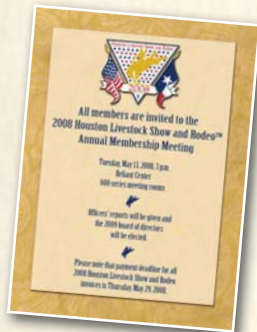 2008
All members are invited to the
2008 Houston Livestock Show and Rodeo™
Annual Membership Meeting
Tuesday, May 13, 2008, 3 p.m.
Reliant Center
600 series meeting rooms
Officers' reports will be given and
the 2009 board of directors
will be elected.
Please note that payment deadline for all
2008 Houston Livestock Show and Rodeo
invoices is Thursday, May 29, 2008.